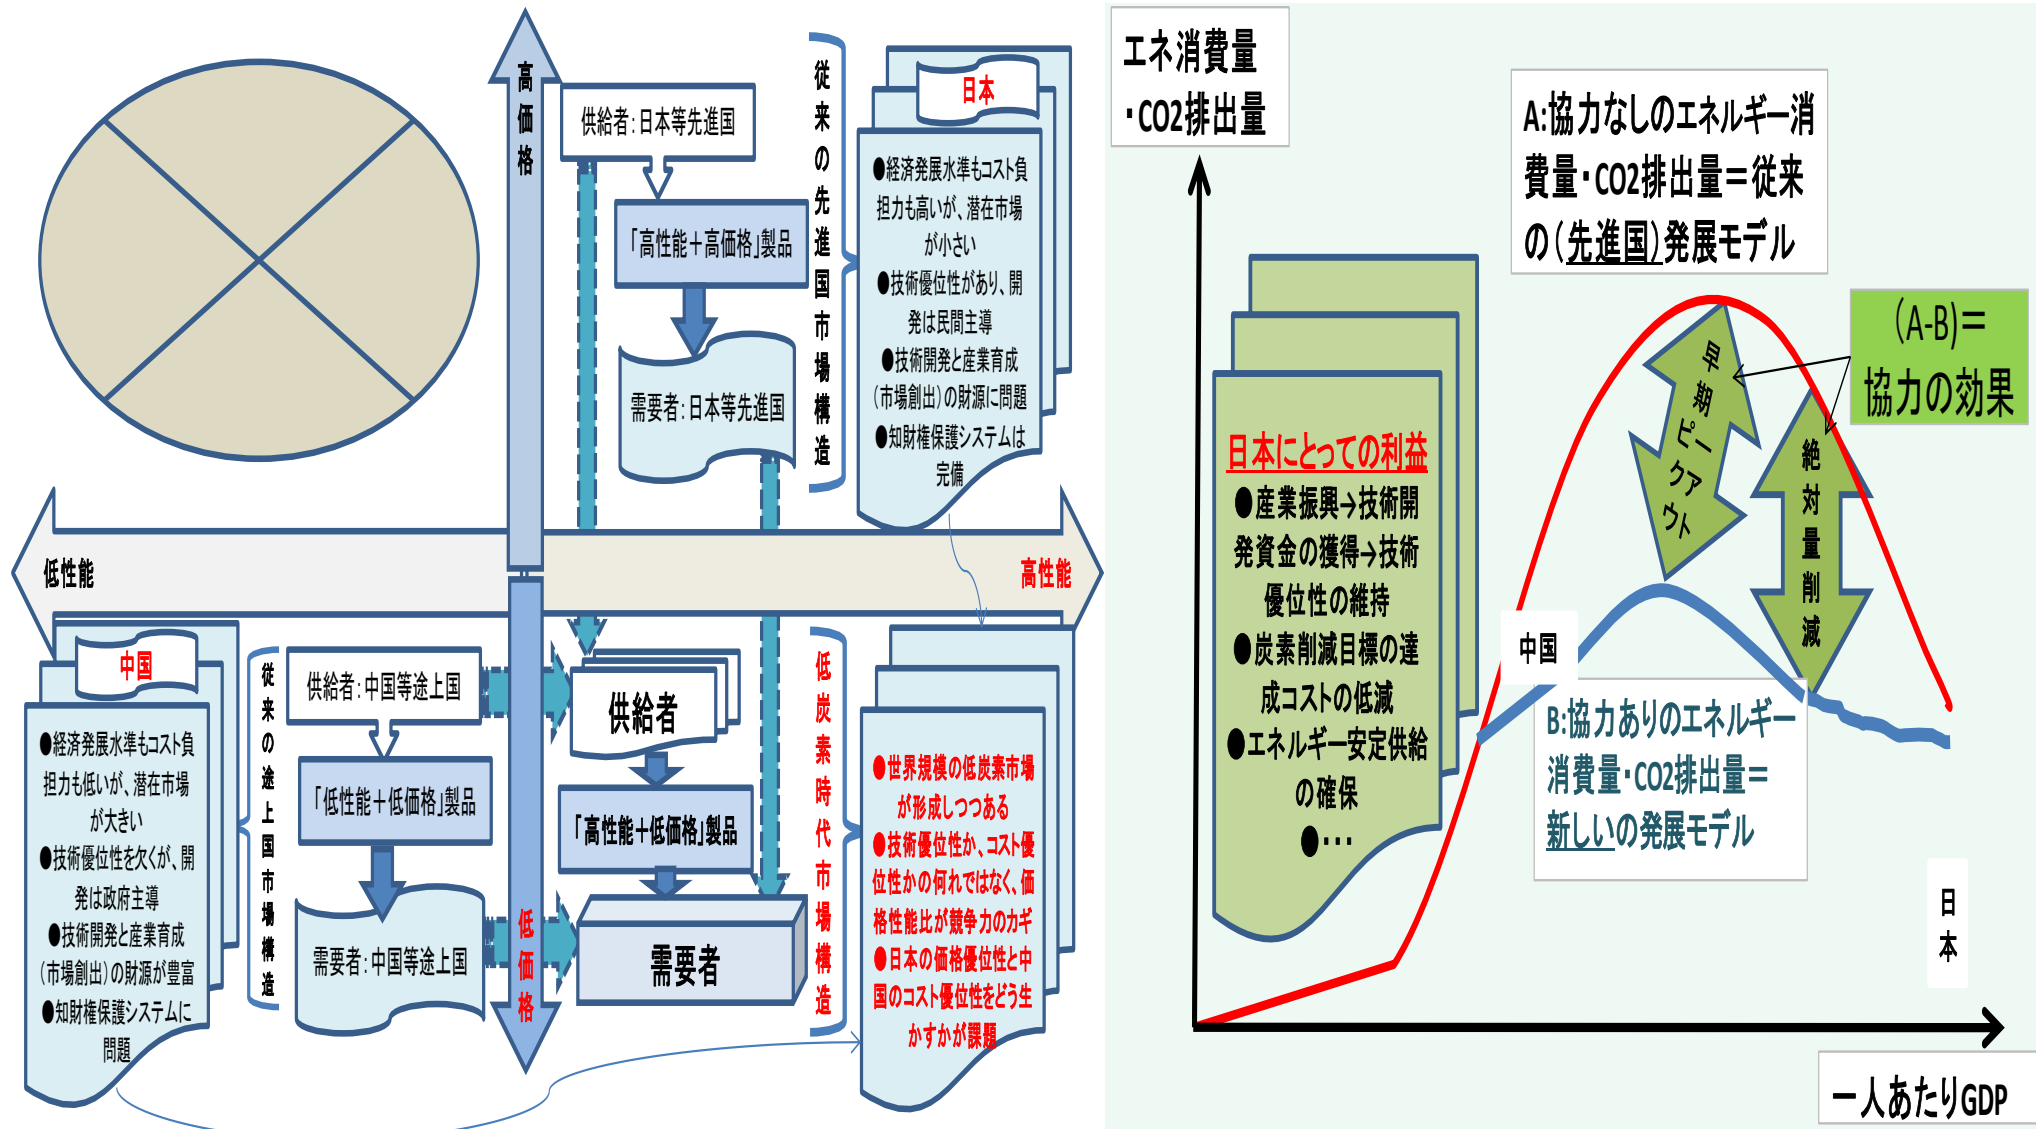 高価格
供給者：日本等先進国
「高性能＋高価格」製品
需要者：日本等先進国
従来の先進国市場構造
日本
●経済発展水準もコスト負
担力も高いが、潜在市場
が小さい
●技術優位性があり、開
発は民間主導
●技術開発と産業育成
（市場創出）の財源に問題
●知財権保護システムは
完備
低性能
高性能
中国
●経済発展水準もコスト負
担力も低いが、潜在市場
が大きい
●技術優位性を欠くが、開
発は政府主導
●技術開発と産業育成
（市場創出）の財源が豊富
●知財権保護システムに
問題
従来の途上国市場構造
供給者：中国等途上国
「低性能＋低価格」製品
需要者：中国等途上国
低価格
供給者
「高性能＋低価格」製品
需要者
低炭素時代市場構造
●世界規模の低炭素市場
が形成しつつある
●技術優位性か、コスト優
位性かの何れではなく、価
格性能比が競争力のカギ
●日本の価格優位性と中
国のコスト優位性をどう生
かすかが課題
エネ消費量
・CO2排出量
A:協力なしのエネルギー消
費量・CO2排出量＝従来
の（先進国）発展モデル
(A-B)＝
協力の効果
早期ピークアウト
絶対量削減
日本にとっての利益
●産業振興→技術開
発資金の獲得→技術
優位性の維持
●炭素削減目標の達
成コストの低減
●エネルギー安定供給
の確保
●・・・
中国
B:協力ありのエネルギー
消費量・CO2排出量＝
新しいの発展モデル
日本
一人あたりGDP